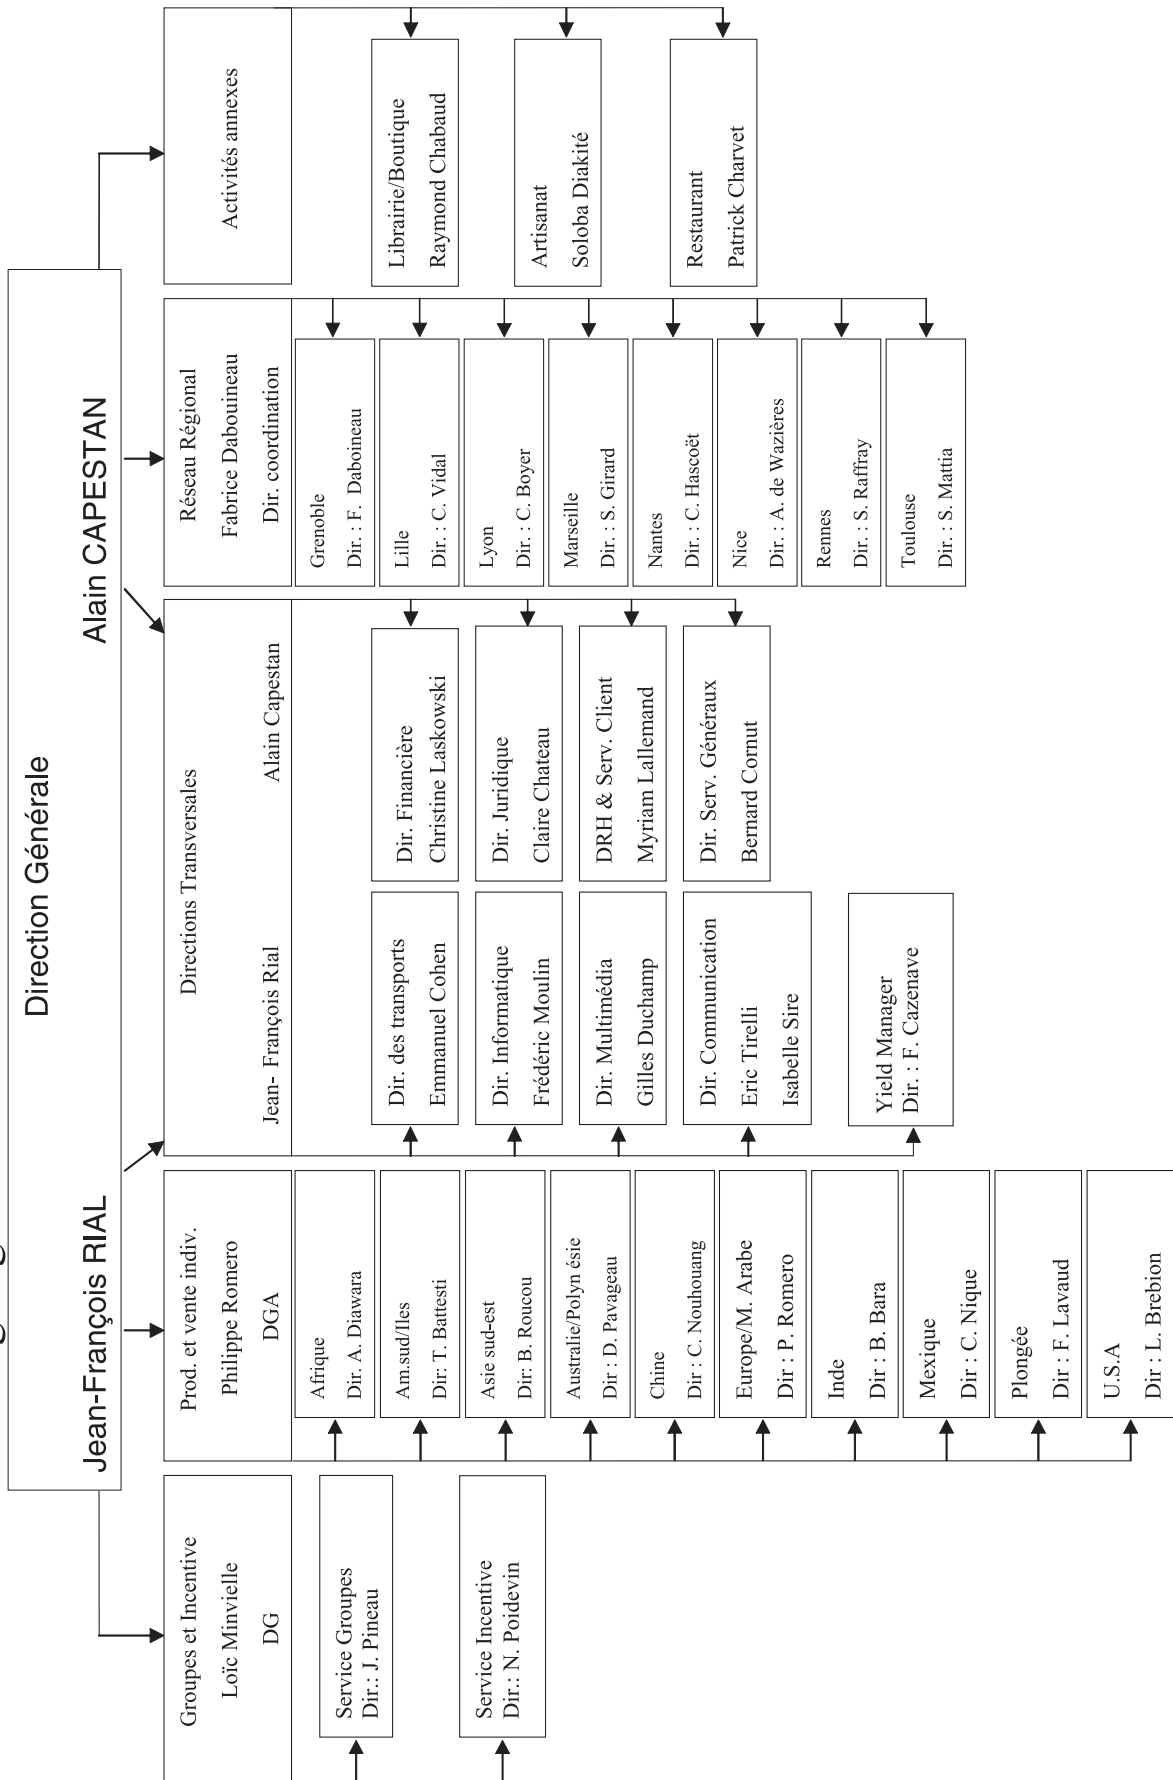 Direction Générale
Jean-François RIAL
Alain CAPESTAN
Groupes et Incentive
Loïc Minvielle
DG
Service Groupes
Dir.: J. Pineau
Service Incentive
Dir.: N. Poidevin
Prod. et vente indiv.
Philippe Romero
DGA
Afrique
Dir. A. Diawara
Am.sud/Iles
Dir: T. Battesti
Asie sud-est
Dir: B. Roucou
Australie/Polyn ésie
Dir : D. Pavageau
Chine
Dir : C. Nouhouang
Europe/M. Arabe
Dir : P. Romero
Inde
Dir : B. Bara
Mexique
Dir : C. Nique
Plongée
Dir : F. Lavaud
U.S.A
Dir : L. Brebion
Directions Transversales
Jean- François Rial
Alain Capestan
Dir. des transports
Emmanuel Cohen
Dir. Informatique
Frédéric Moulin
Dir. Multimédia
Gilles Duchamp
Dir. Communication
Eric Tirelli
Isabelle Sire
Yield Manager
Dir. : F. Cazenave
Dir. Financière
Christine Laskowski
Dir. Juridique
Claire Chateau
DRH & Serv. Client
Myriam Lallemand
Dir. Serv. Généraux
Bernard Cornut
Réseau Régional
Fabrice Dabouineau
Dir. coordination
Grenoble
Dir. : F. Daboineau
Lille
Dir. : C. Vidal
Lyon
Dir. : C. Boyer
Marseille
Dir. : S. Girard
Nantes
Dir. : C. Hascoët
Nice
Dir. : A. de Wazières
Rennes
Dir. : S. Raffray
Toulouse
Dir. : S. Mattia
Activités annexes
Librairie/Boutique
Raymond Chabaud
Artisanat
Soloba Diakité
Restaurant
Patrick Charvet